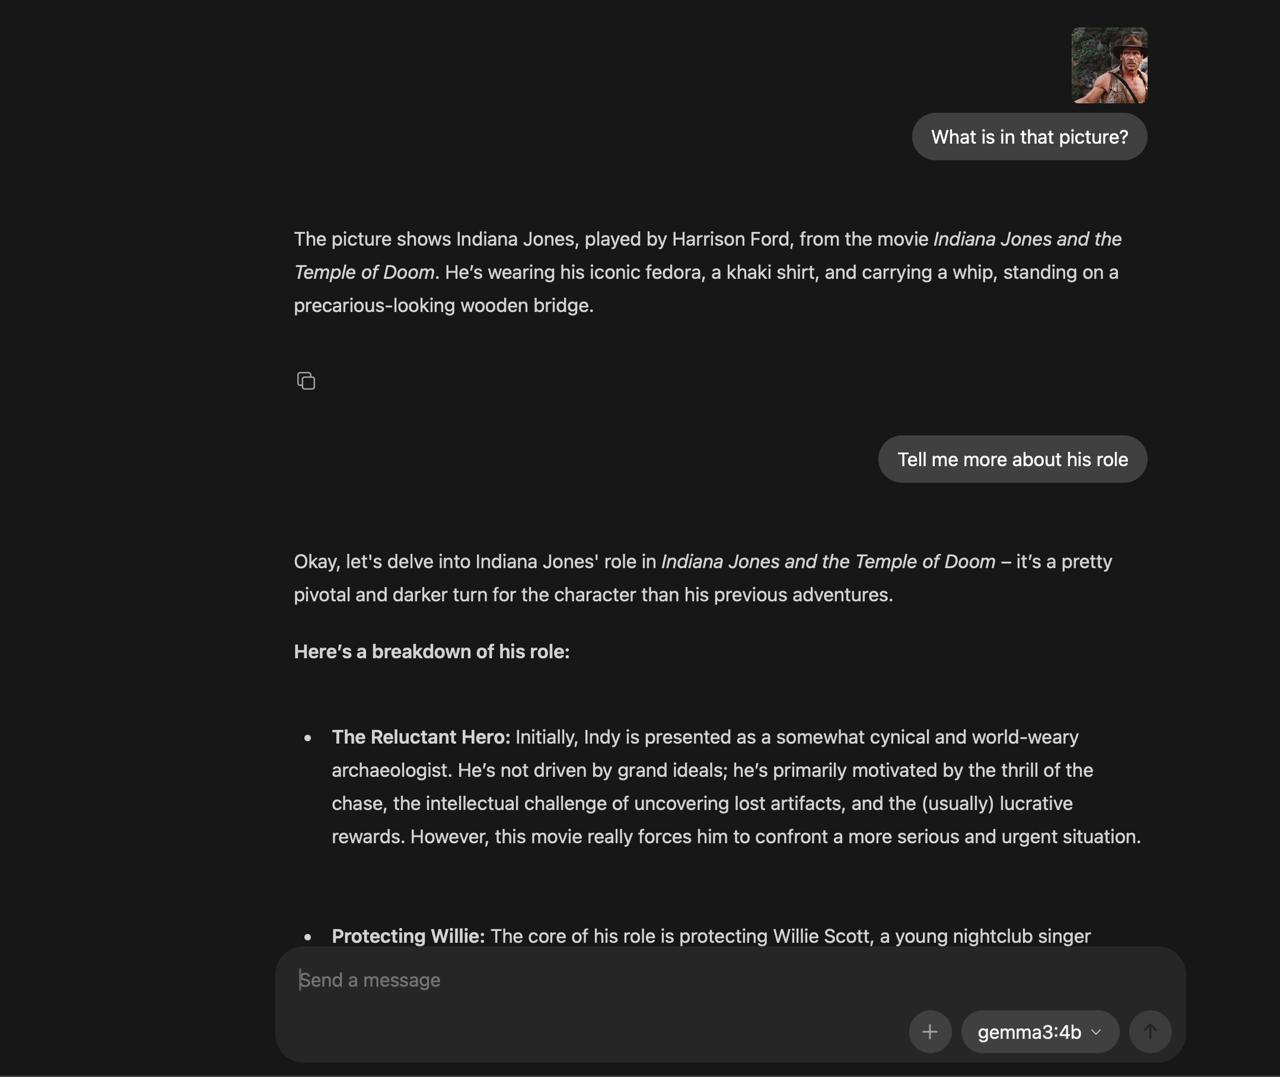 What is in that picture?
The picture shows Indiana Jones, played by Harrison Ford, from the movie Indiana Jones and the
Temple of Doom. He’s wearing his iconic fedora, a khaki shirt, and carrying a whip, standing on a
precarious-looking wooden bridge.
Tell me more about his role
Okay, let's delve into Indiana Jones' role in Indiana Jones and the Temple of Doom – it’s a pretty
pivotal and darker turn for the character than his previous adventures.
Here’s a breakdown of his role:
• The Reluctant Hero: Initially, Indy is presented as a somewhat cynical and world-weary
archaeologist. He’s not driven by grand ideals; he’s primarily motivated by the thrill of the
chase, the intellectual challenge of uncovering lost artifacts, and the (usually) lucrative
rewards. However, this movie really forces him to confront a more serious and urgent situation.
• Protecting Willie: The core of his role is protecting Willie Scott, a young nightclub singer
Send a message
gemma3:4b